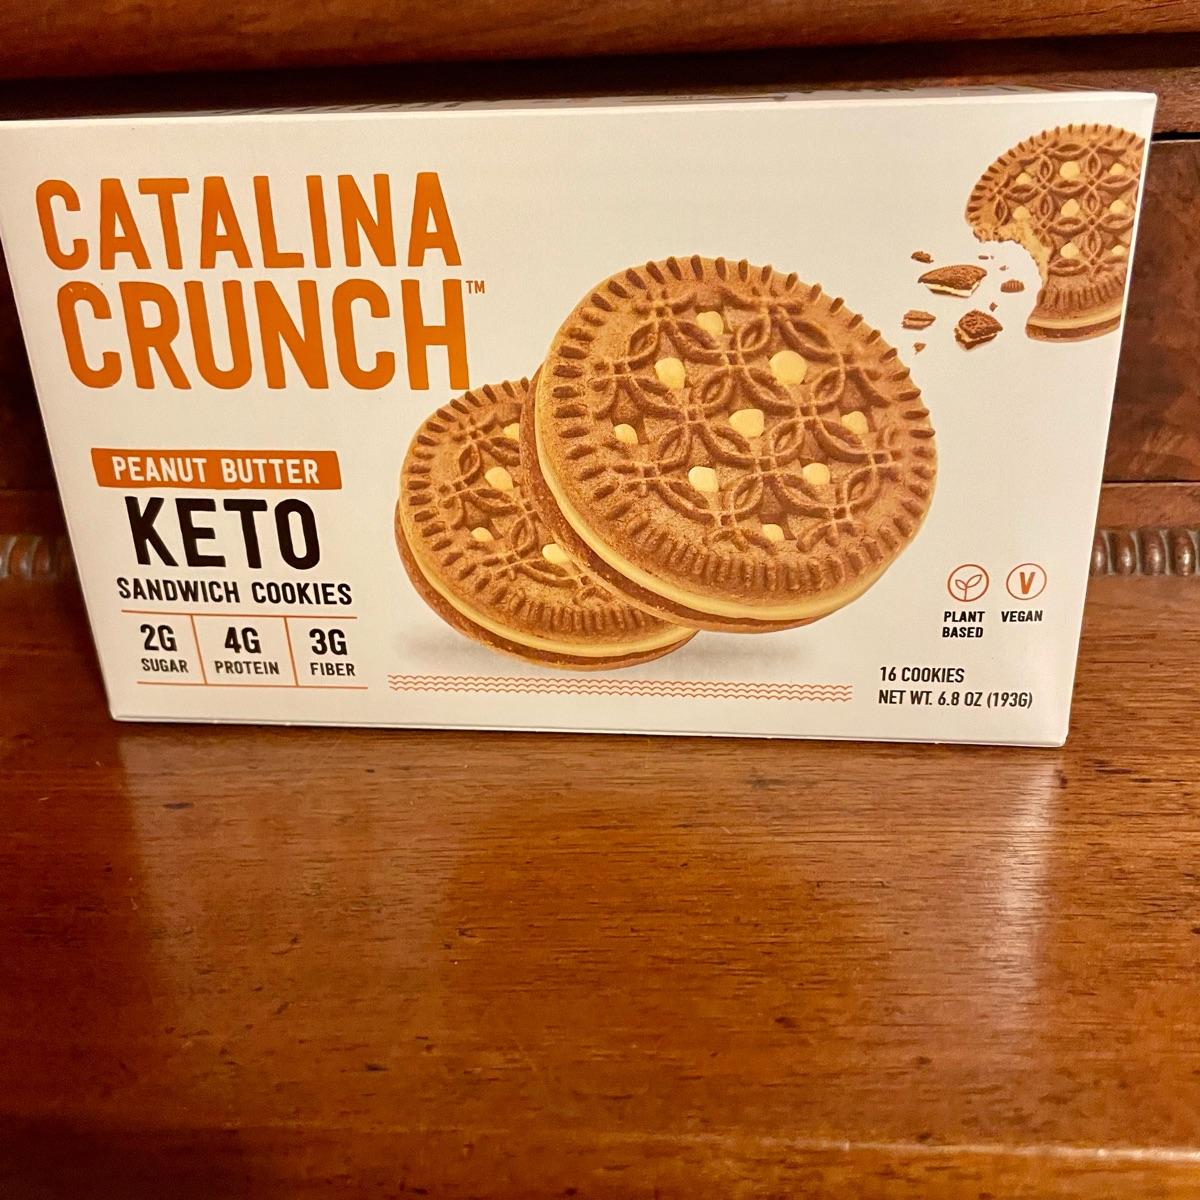 CATALINA
CRUNCH™
PEANUT BUTTER
KETO
SANDWICH COOKIES
2G
SUGAR
4G
PROTEIN
3G
FIBER
V
PLANT
BASED
VEGAN
16 COOKIES
NET WT. 6.8 OZ (193G)